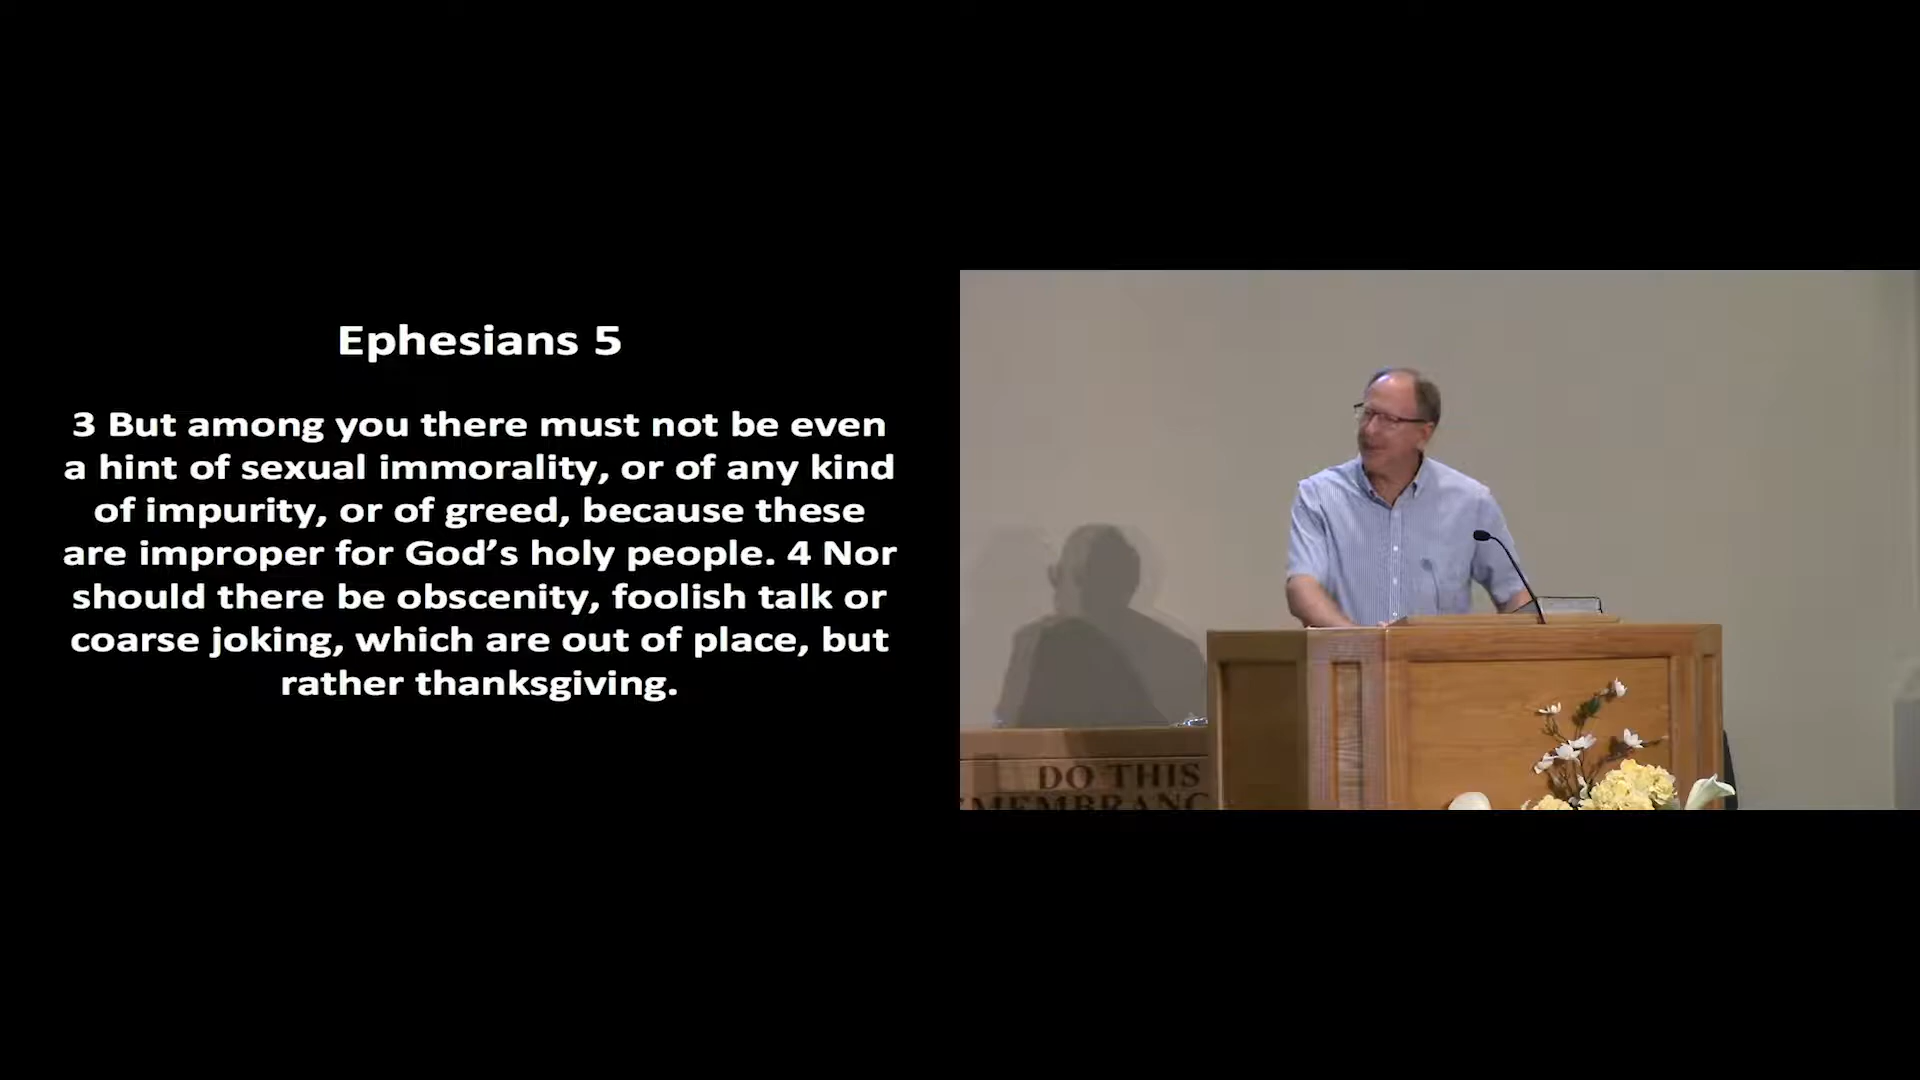 Ephesians 5
3 But among you there must not be even
a hint of sexual immorality, or of any kind
of impurity, or of greed, because these
are improper for God’s holy people. 4 Nor
should there be obscenity, foolish talk or
coarse joking, which are out of place, but
rather thanksgiving.
DO THIS
EMEMBRANC